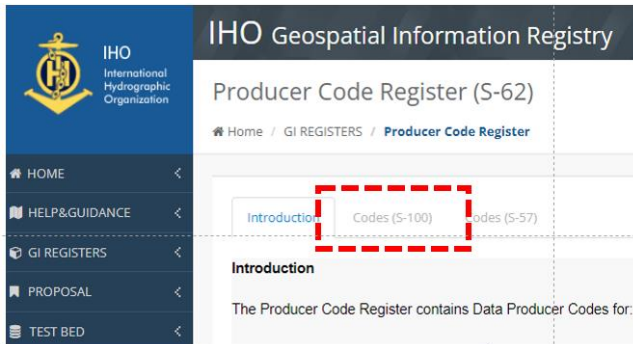 IHO
International
Hydrographic
Organization
IHO Geospatial Information Registry
Producer Code Register (S-62)
Home / GI REGISTERS / Producer Code Register
HOME
HELP&GUIDANCE
GI REGISTERS
PROPOSAL
TEST BED
Introduction Codes (S-100) Codes (S-57)
Introduction
The Producer Code Register contains Data Producer Codes for: